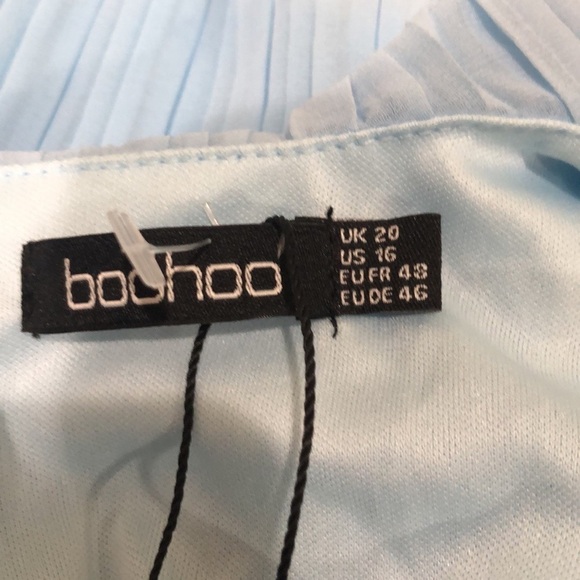 boohoo
UK 20
US 16
EU FR 48
EU DE 46